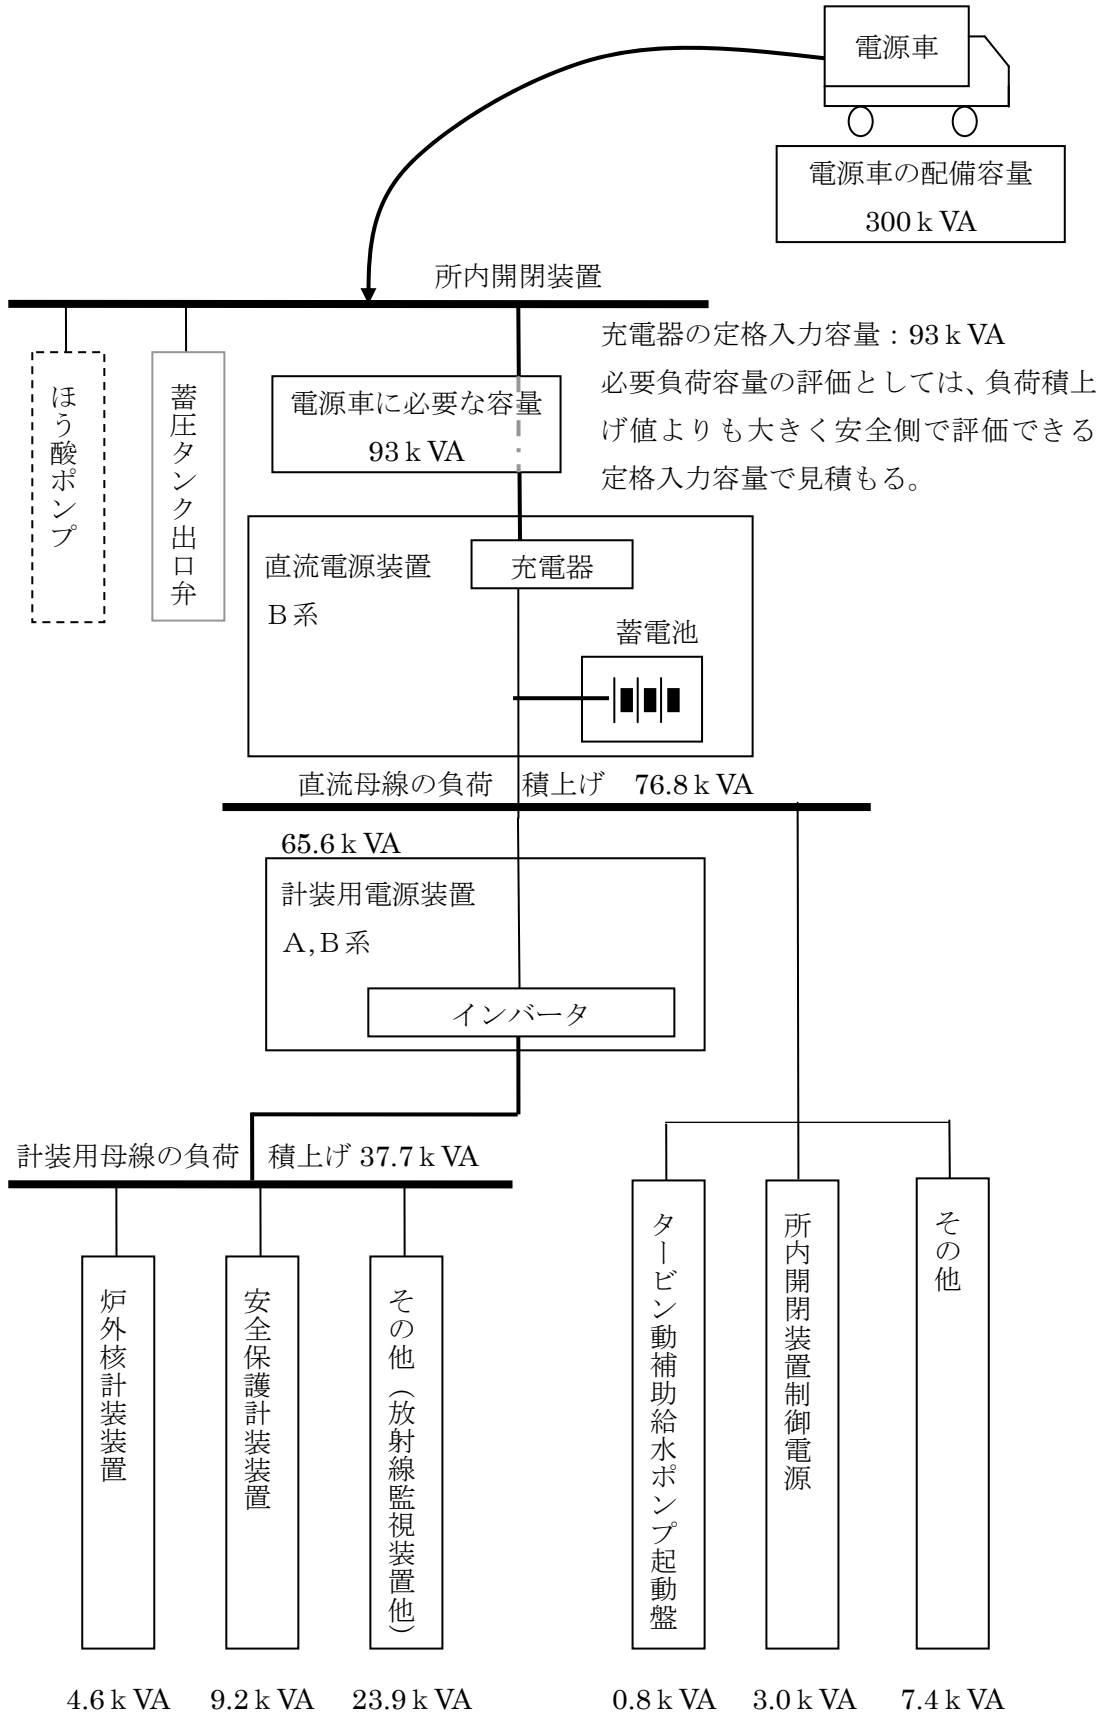 電源車
電源車の配備容量
300ｋVA
所内開閉装置
充電器の定格入力容量：93ｋVA
必要負荷容量の評価としては、負荷積上
げ値よりも大きく安全側で評価できる
定格入力容量で見積もる。
ほう酸ポンプ
蓄圧タンク出口弁
電源車に必要な容量
93ｋVA
直流電源装置
Ｂ系
充電器
蓄電池
直流母線の負荷　積上げ　76.8ｋVA
65.6ｋVA
計装用電源装置
Ａ,Ｂ系
インバータ
計装用母線の負荷　積上げ 37.7ｋVA
炉外核計装装置
安全保護計装装置
その他（放射線監視装置他）
タービン動補助給水ポンプ起動盤
所内開閉装置制御電源
その他
4.6ｋVA
9.2ｋVA
23.9ｋVA
0.8ｋVA
3.0ｋVA
7.4ｋVA